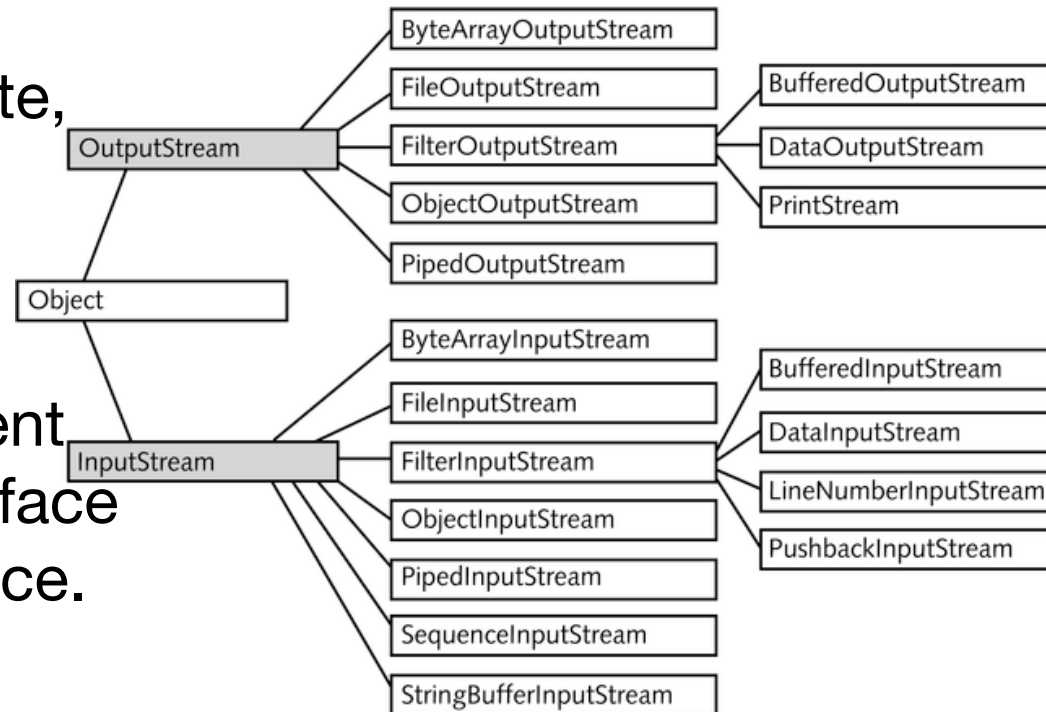 te,
ent
face
ce.
Object
OutputStream
ByteArrayOutputStream
FileOutputStream
FilterOutputStream
ObjectOutputStream
PipedOutputStream
BufferedOutputStream
DataOutputStream
PrintStream
InputStream
ByteArrayInputStream
FileInputStream
FilterInputStream
ObjectInputStream
PipedInputStream
SequenceInputStream
StringBufferInputStream
BufferedInputStream
DataInputStream
LineNumberInputStream
PushbackInputStream